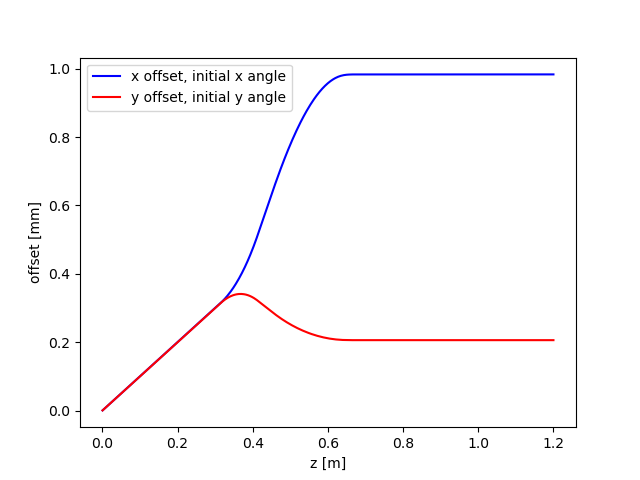 x offset, initial x angle
y offset, initial y angle
offset [mm]
1.0
0.8
0.6
0.4
0.2
0.0
0.0 0.2 0.4 0.6 0.8 1.0 1.2
z [m]